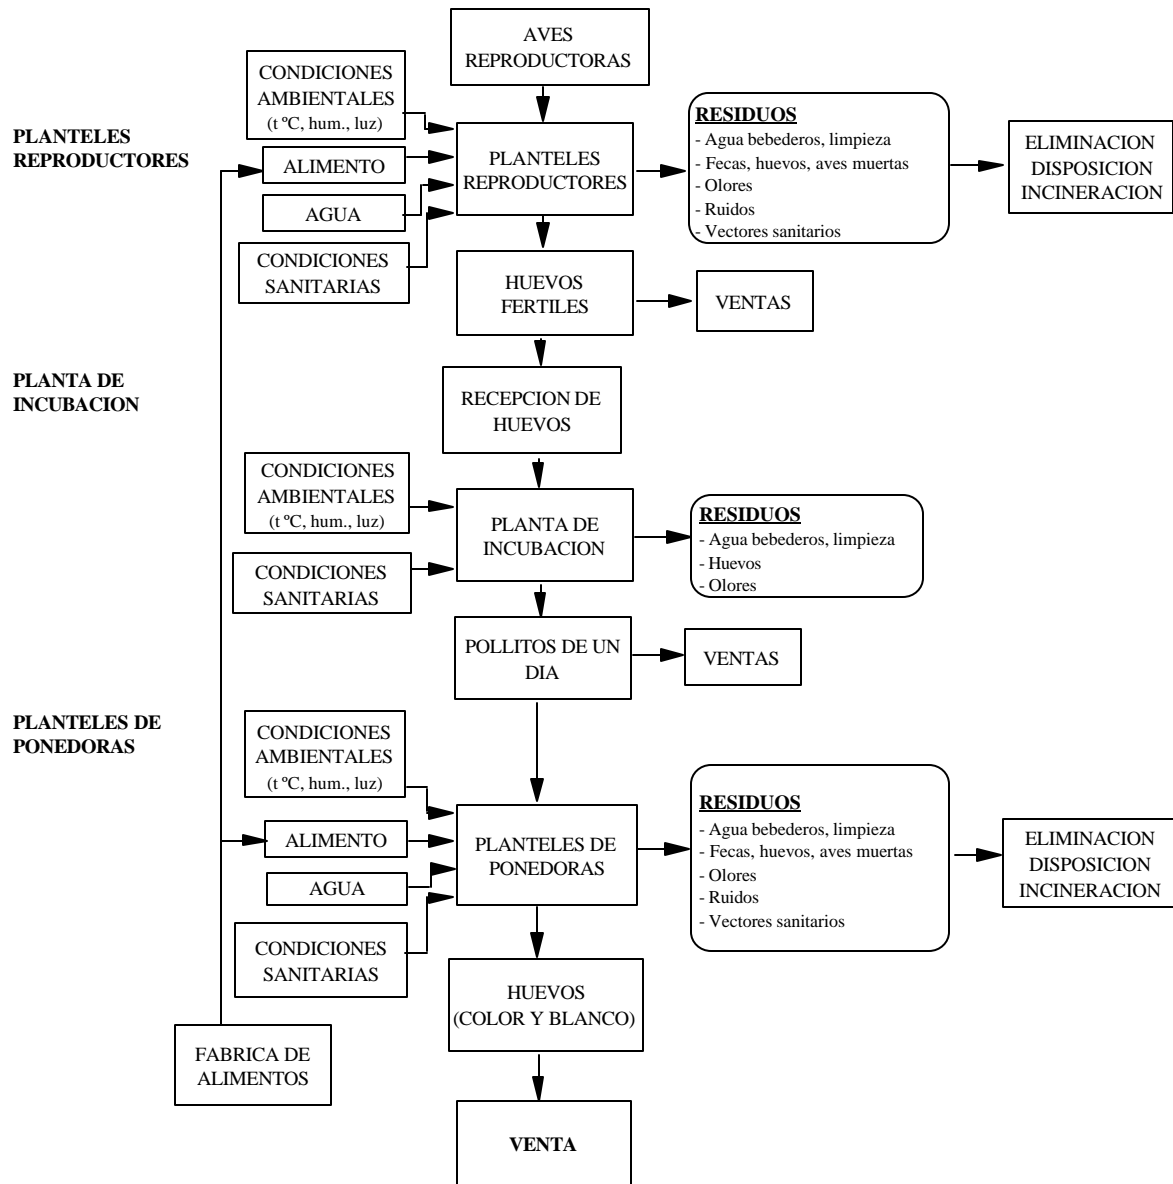 AVES
REPRODUCTORAS
CONDICIONES
AMBIENTALES
(t ºC, hum., luz)
PLANTELES
REPRODUCTORES
ALIMENTO
AGUA
CONDICIONES
SANITARIAS
PLANTELES
REPRODUCTORES
RESIDUOS
- Agua bebederos, limpieza
- Fecas, huevos, aves muertas
- Olores
- Ruidos
- Vectores sanitarios
ELIMINACION
DISPOSICION
INCINERACION
HUEVOS
FERTILES
VENTAS
PLANTA DE
INCUBACION
RECEPCION DE
HUEVOS
CONDICIONES
AMBIENTALES
(t ºC, hum., luz)
CONDICIONES
SANITARIAS
PLANTA DE
INCUBACION
RESIDUOS
- Agua bebederos, limpieza
- Huevos
- Olores
POLLITOS DE UN
DIA
VENTAS
PLANTELES DE
PONEDORAS
CONDICIONES
AMBIENTALES
(t ºC, hum., luz)
ALIMENTO
AGUA
CONDICIONES
SANITARIAS
PLANTELES DE
PONEDORAS
RESIDUOS
- Agua bebederos, limpieza
- Fecas, huevos, aves muertas
- Olores
- Ruidos
- Vectores sanitarios
ELIMINACION
DISPOSICION
INCINERACION
HUEVOS
(COLOR Y BLANCO)
FABRICA DE
ALIMENTOS
VENTA